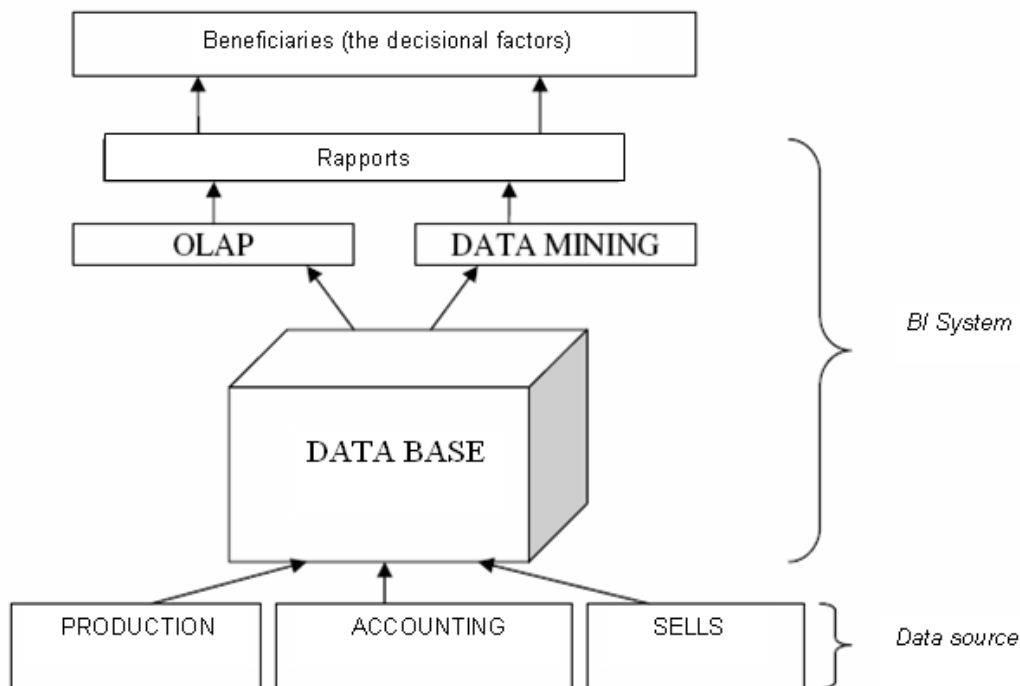 Beneficiaries (the decisional factors)
Rapports
OLAP
DATA MINING
BI System
DATA BASE
PRODUCTION
ACCOUNTING
SELLS
Data source